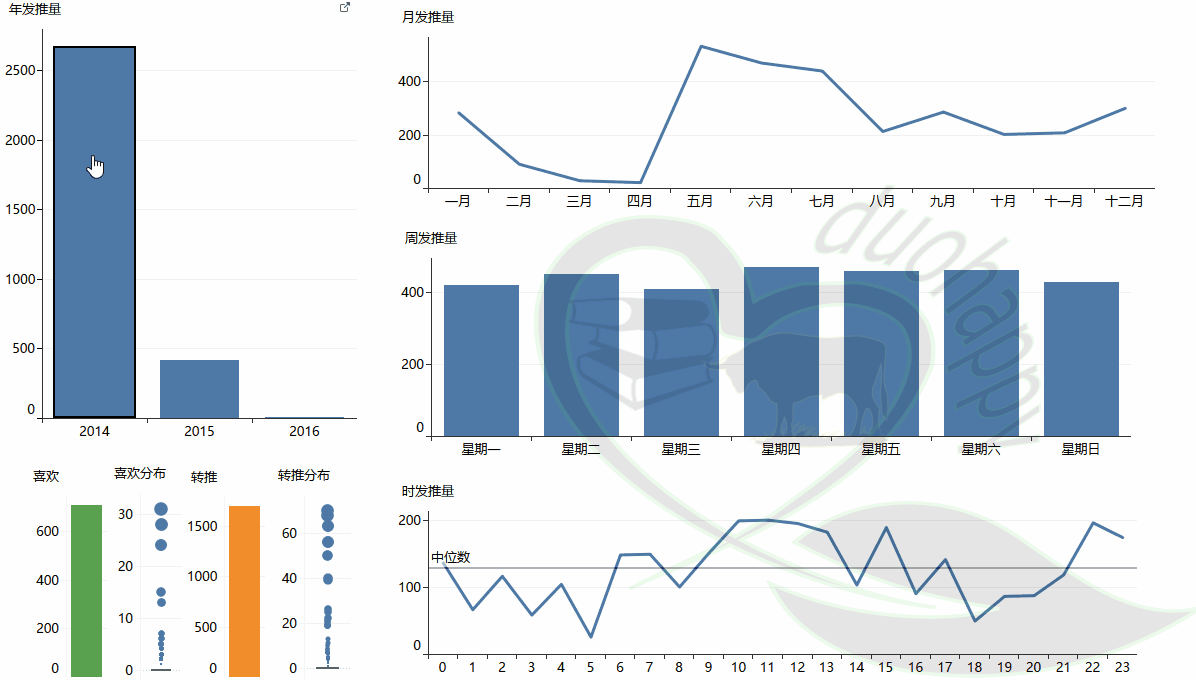 年发推量
2500
2000
1500
1000
500
0
2014 2015 2016
月发推量
400
200
0
一月 二月 三月 四月 五月 六月 七月 八月 九月 十月 十一月 十二月
周发推量
400
200
0
星期一 星期二 星期三 星期四 星期五 星期六 星期日
喜欢
600
400
200
0
喜欢分布
30
20
10
0
转推
1500
1000
500
0
转推分布
60
40
20
0
时发推量
200
中位数
100
0
0 1 2 3 4 5 6 7 8 9 10 11 12 13 14 15 16 17 18 19 20 21 22 23
duohappy